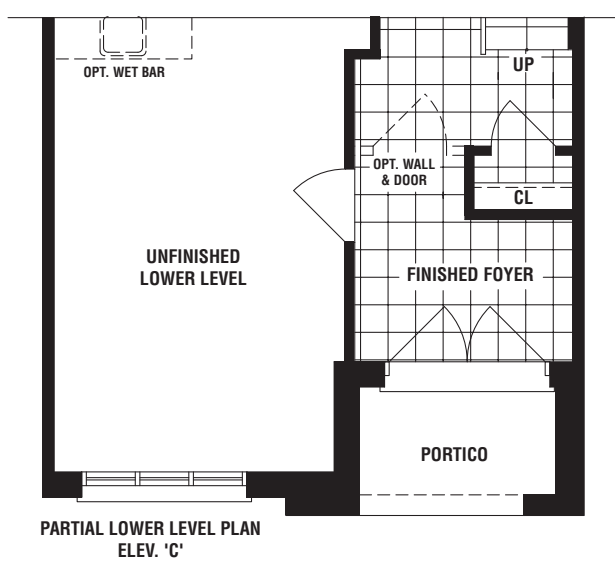 OPT. WET BAR
UP
OPT. WALL
& DOOR
CL
UNFINISHED
LOWER LEVEL
FINISHED FOYER
PORTICO
PARTIAL LOWER LEVEL PLAN
ELEV. 'C'